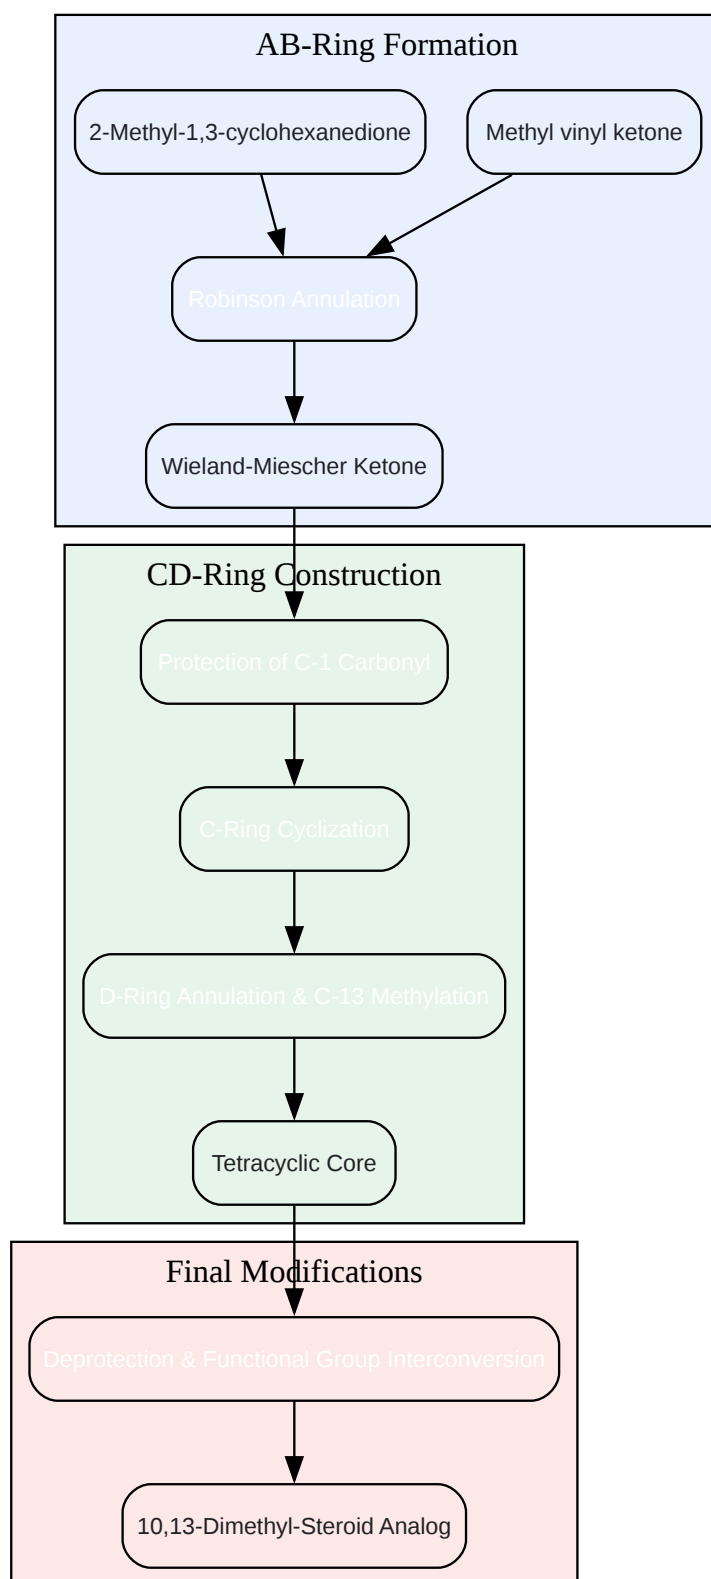 AB-Ring Formation
2-Methyl-1,3-cyclohexanedione
Methyl vinyl ketone
Robinson Annulation
Wieland-Miescher Ketone
CD-Ring Construction
Protection of C-1 Carbonyl
C-Ring Cyclization
D-Ring Annulation & C-13 Methylation
Tetracyclic Core
Final Modifications
Deprotection & Functional Group Interconversion
10,13-Dimethyl-Steroid Analog